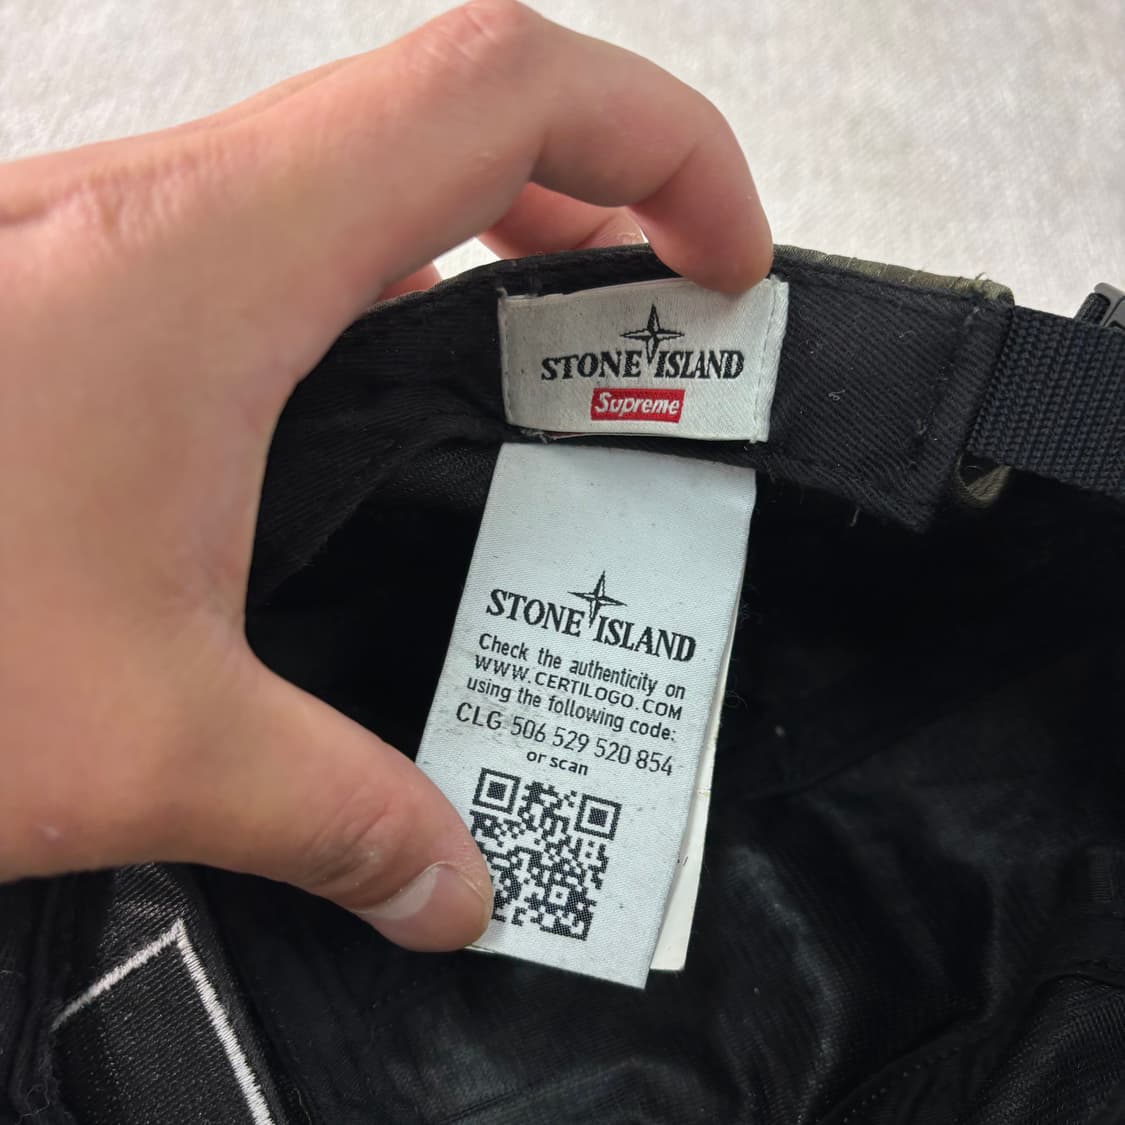 STONE ISLAND
Supreme
STONE ISLAND
Check the authenticity on
WWW.CERTILOGO.COM
using the following code:
CLG 506 529 520 854
or scan